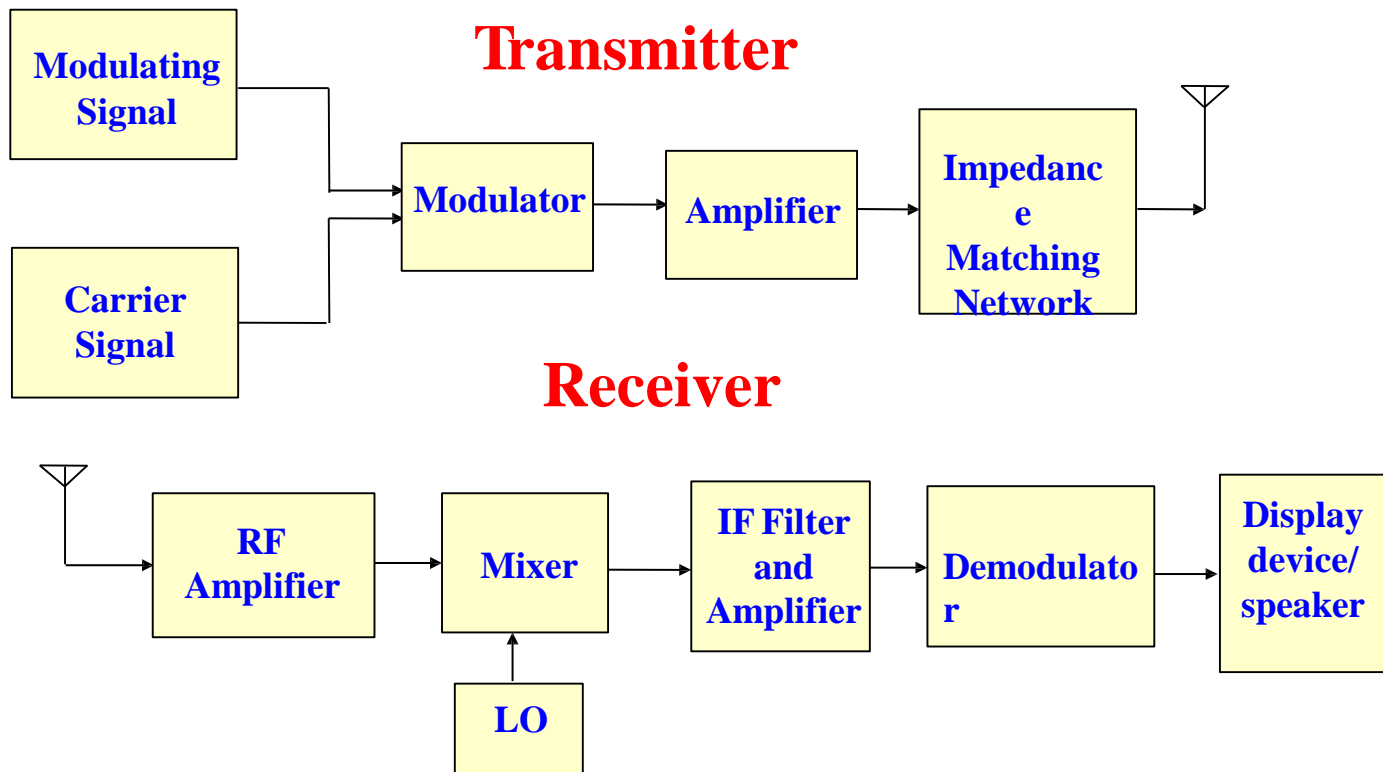 Transmitter
Modulating
Signal
Modulator
Amplifier
Impedanc
e
Matching
Network
Carrier
Signal
Receiver
RF
Amplifier
Mixer
IF Filter
and
Amplifier
Demodulato
r
Display
device/
speaker
LO